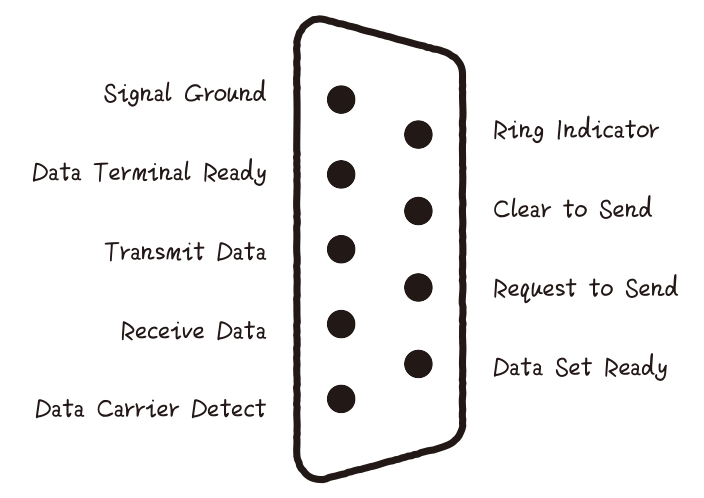 Signal Ground
Data Terminal Ready
Transmit Data
Receive Data
Data Carrier Detect
Ring Indicator
Clear to Send
Request to Send
Data Set Ready